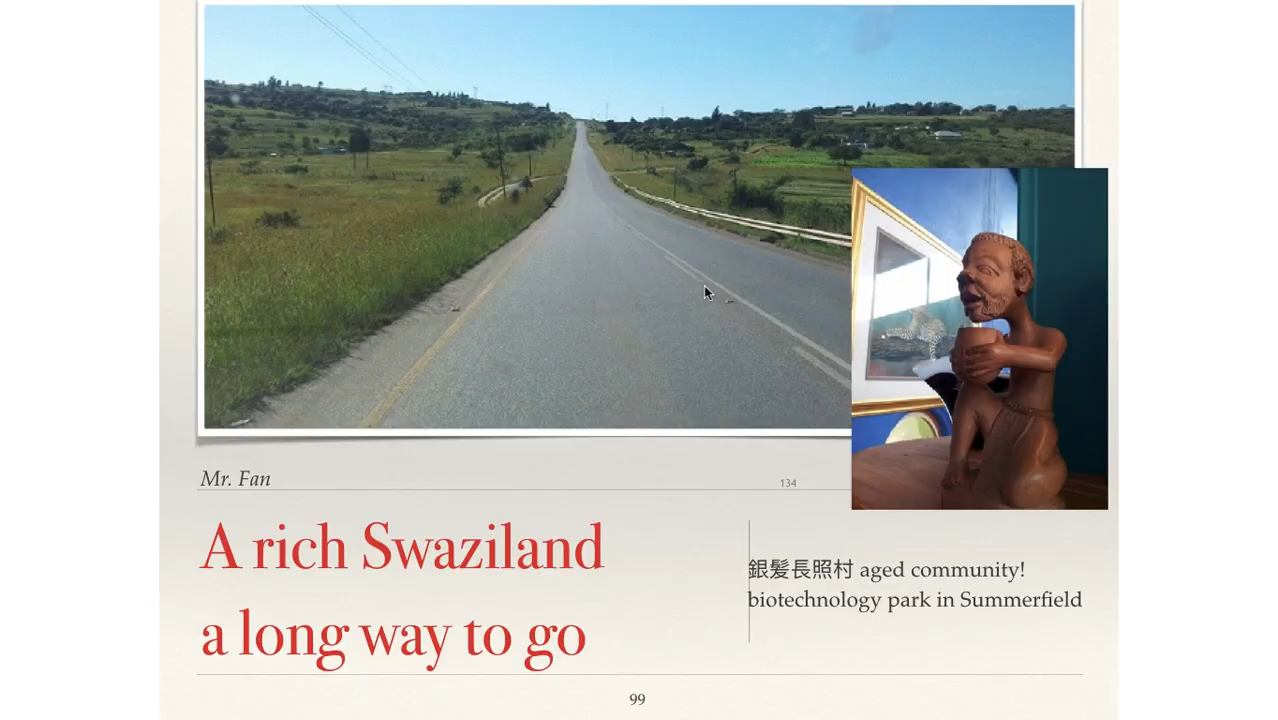 Mr. Fan
134
A rich Swaziland
a long way to go
銀髮長照村 aged community!
biotechnology park in Summerfield
99